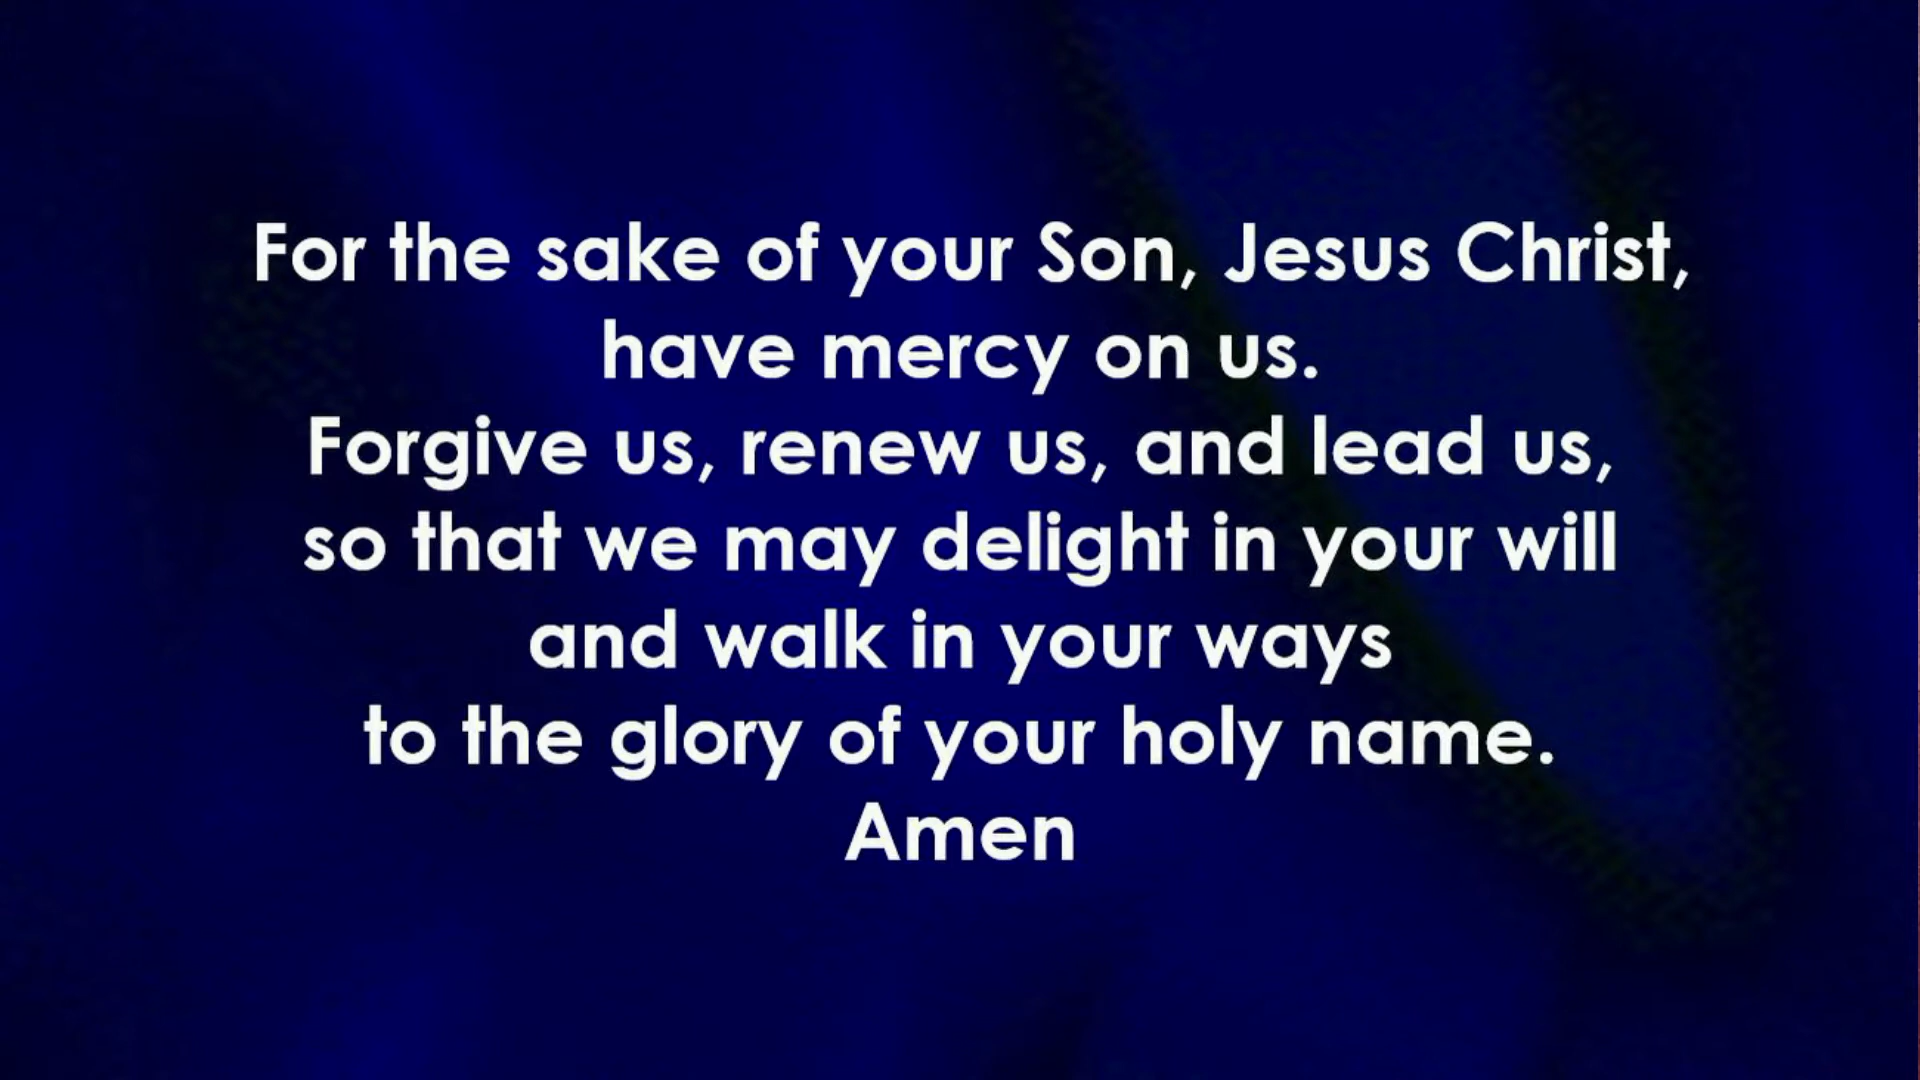 For the sake of your Son, Jesus Christ,
have mercy on us.
Forgive us, renew us, and lead us,
so that we may delight in your will
and walk in your ways
to the glory of your holy name.
Amen